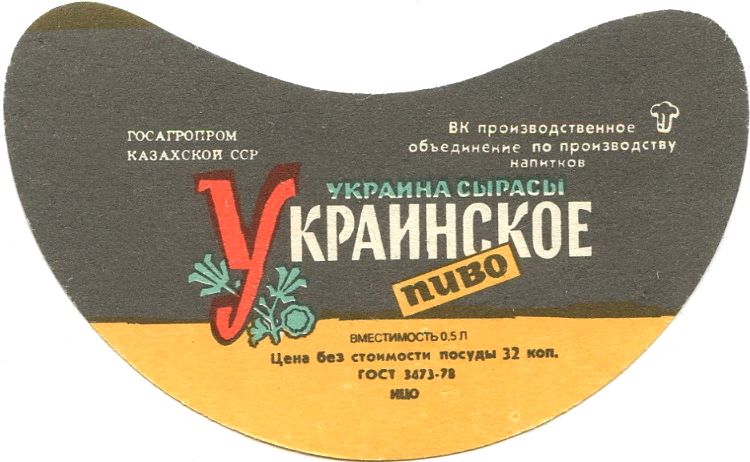 ГОСАГРОПРОМ
КАЗАХСКОЙ ССР
ВК производственное
объединение по производству
напитков
УКРАИНА СЫРАСЫ
УКРАИНСКОЕ
ПИВО
ВМЕСТИМОСТЬ 0.5 Л
Цена без стоимости посуды 32 коп.
ГОСТ 3473-78
ИЦО